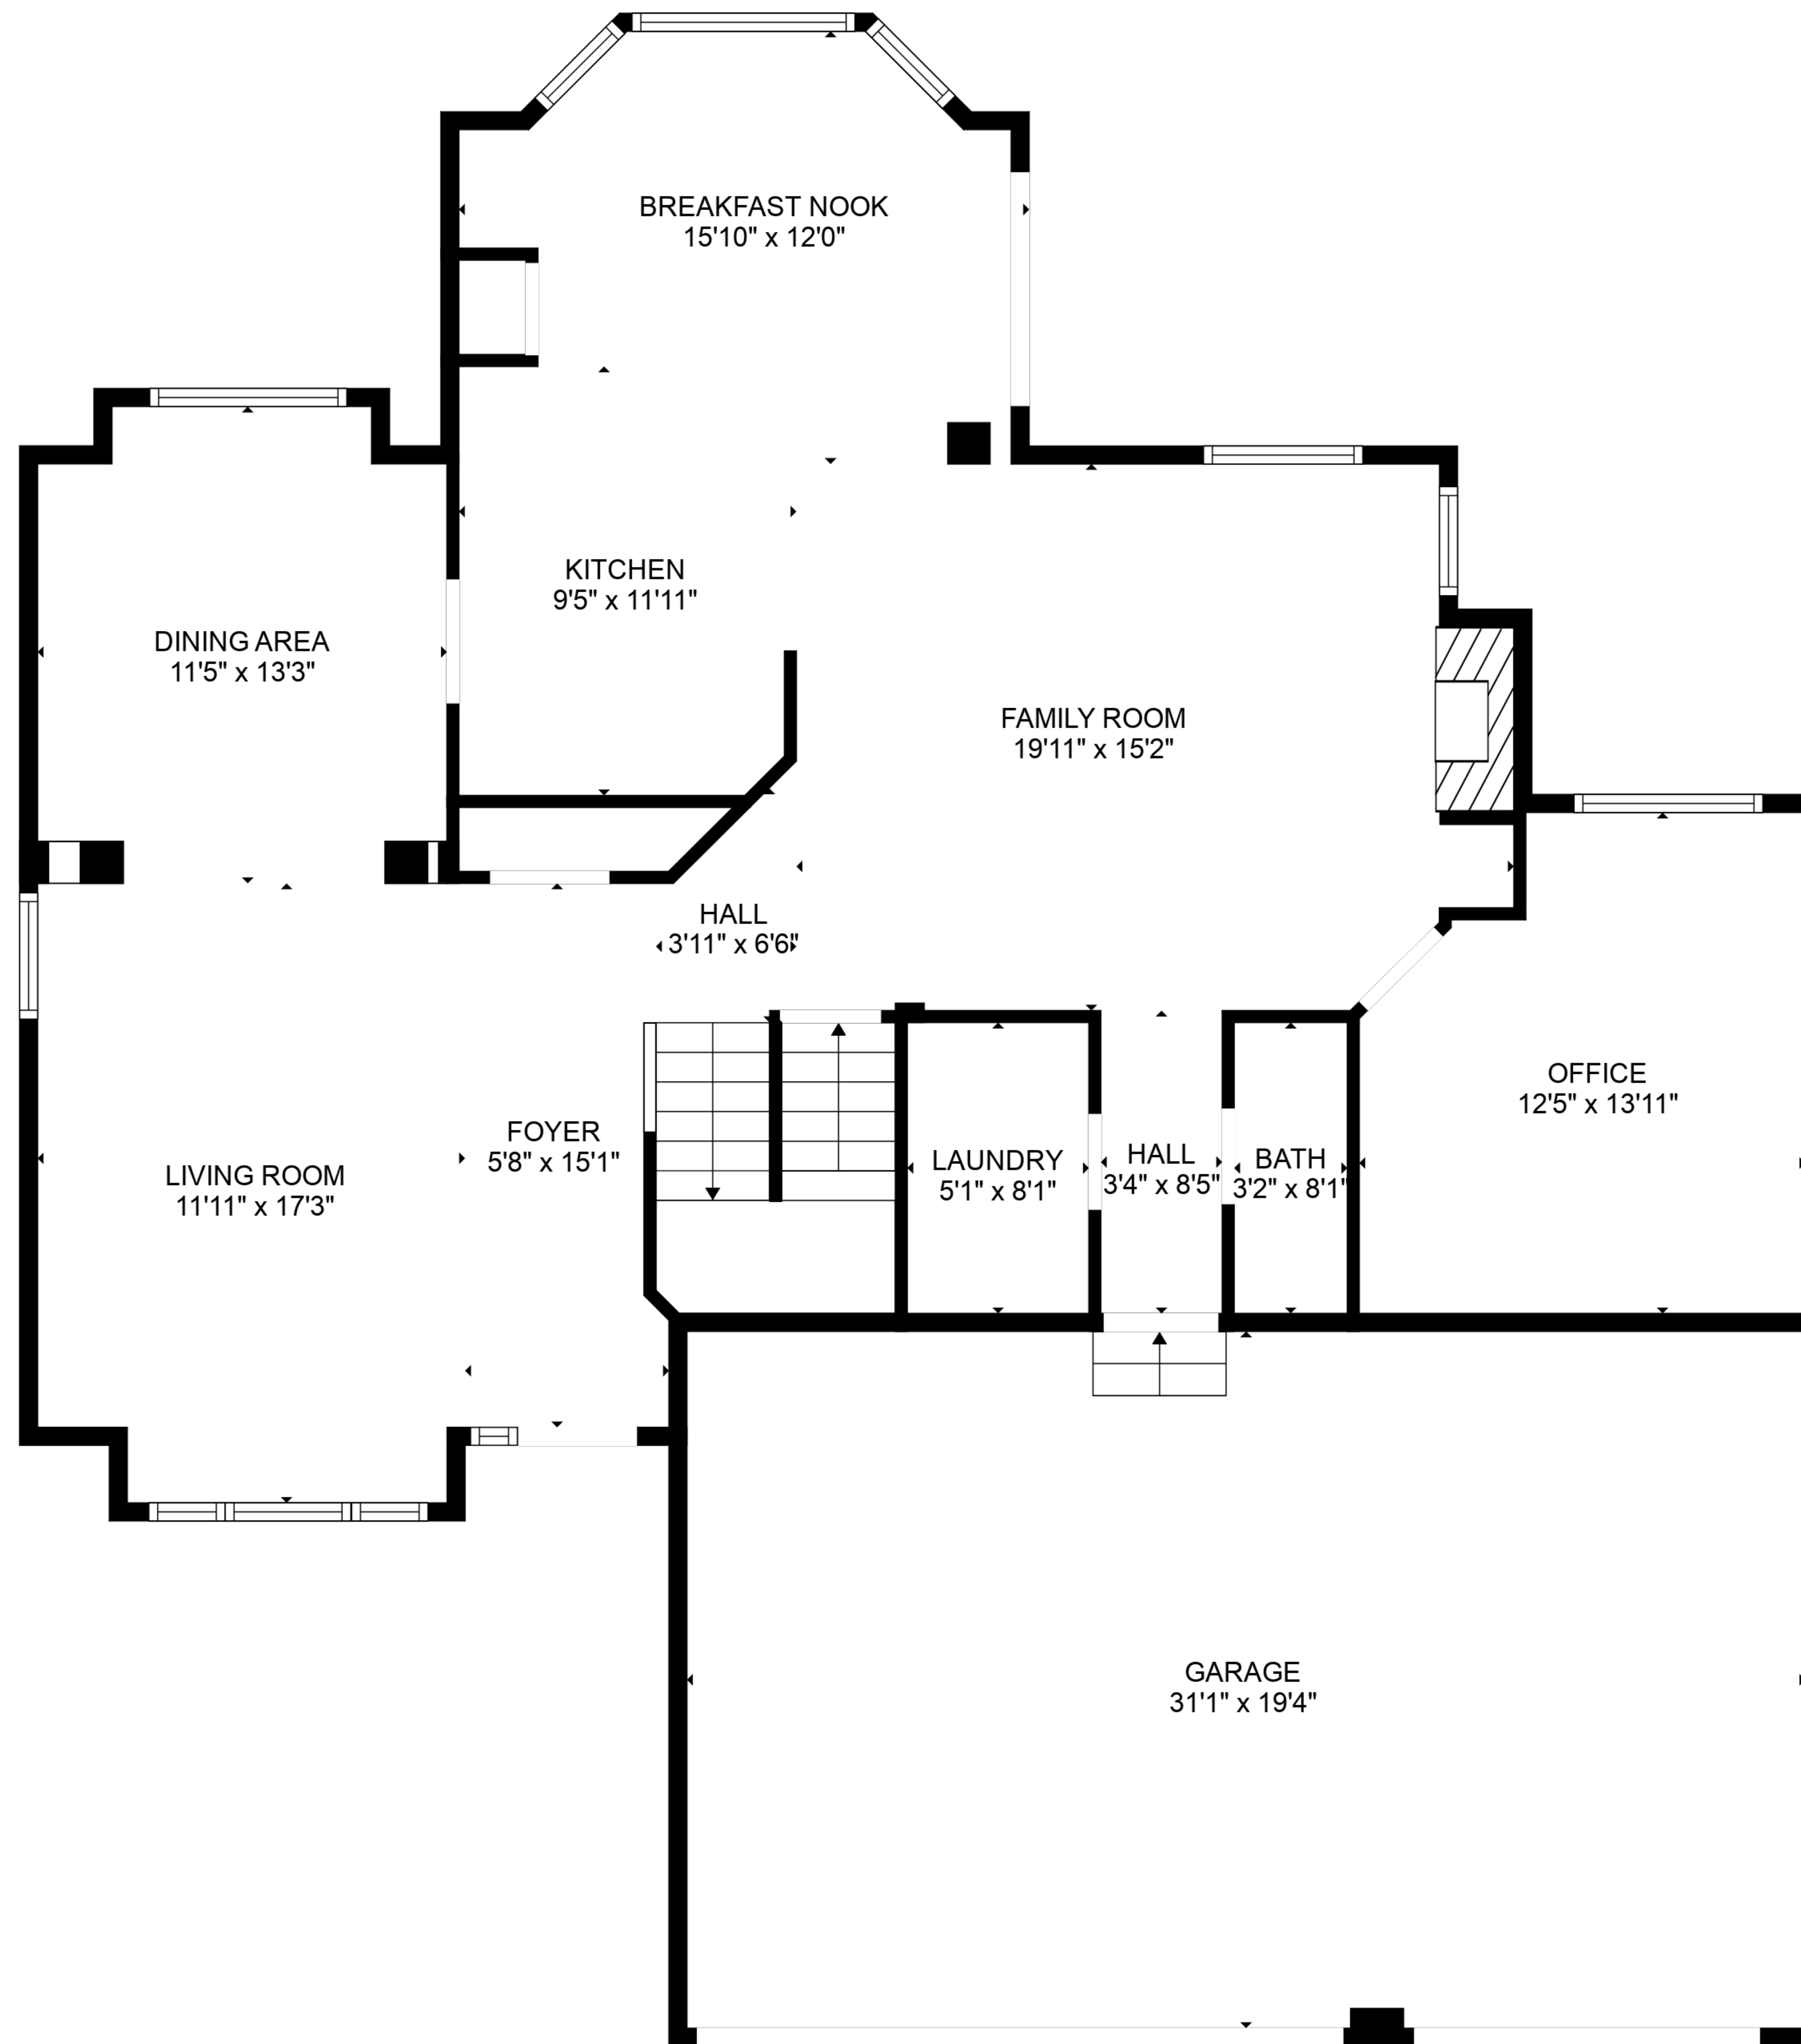 BREAKFAST NOOK
15'10" x 12'0"
KITCHEN
9'5" x 11'11"
DINING AREA
11'5" x 13'3"
FAMILY ROOM
19'11" x 15'2"
HALL
3'11" x 6'6"
OFFICE
12'5" x 13'11"
FOYER
5'8" x 15'1"
LIVING ROOM
11'11" x 17'3"
LAUNDRY
5'1" x 8'1"
HALL
3'4" x 8'5"
BATH
3'2" x 8'1"
GARAGE
31'1" x 19'4"